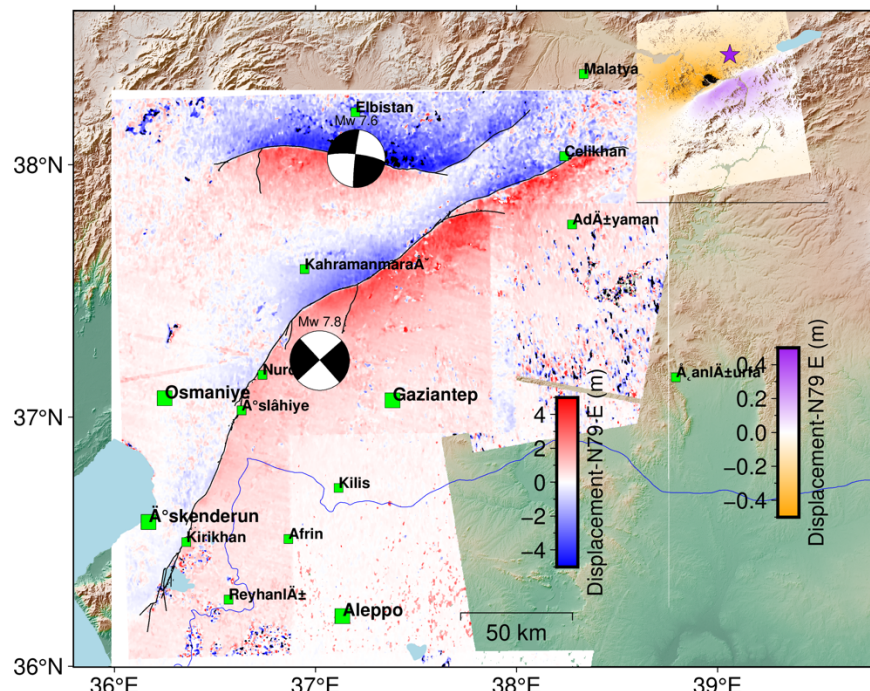 Malatya
Elbistan
Mw 7.6
38°N
Celikhan
AdÄ±yaman
KahramanmaraÅ
Mw 7.8
Nurd
Osmaniye
Ä°slâhiye
Gaziantep
37°N
Kilis
Ä°skenderun
Kirikhan
Afrin
ReyhanlÄ±
Aleppo
50 km
4
2
0
−2
−4
Displacement-N79-E (m)
0.4
0.2
0.0
−0.2
−0.4
Displacement-N79 E (m)
36°N
36°E
37°E
38°E
39°E